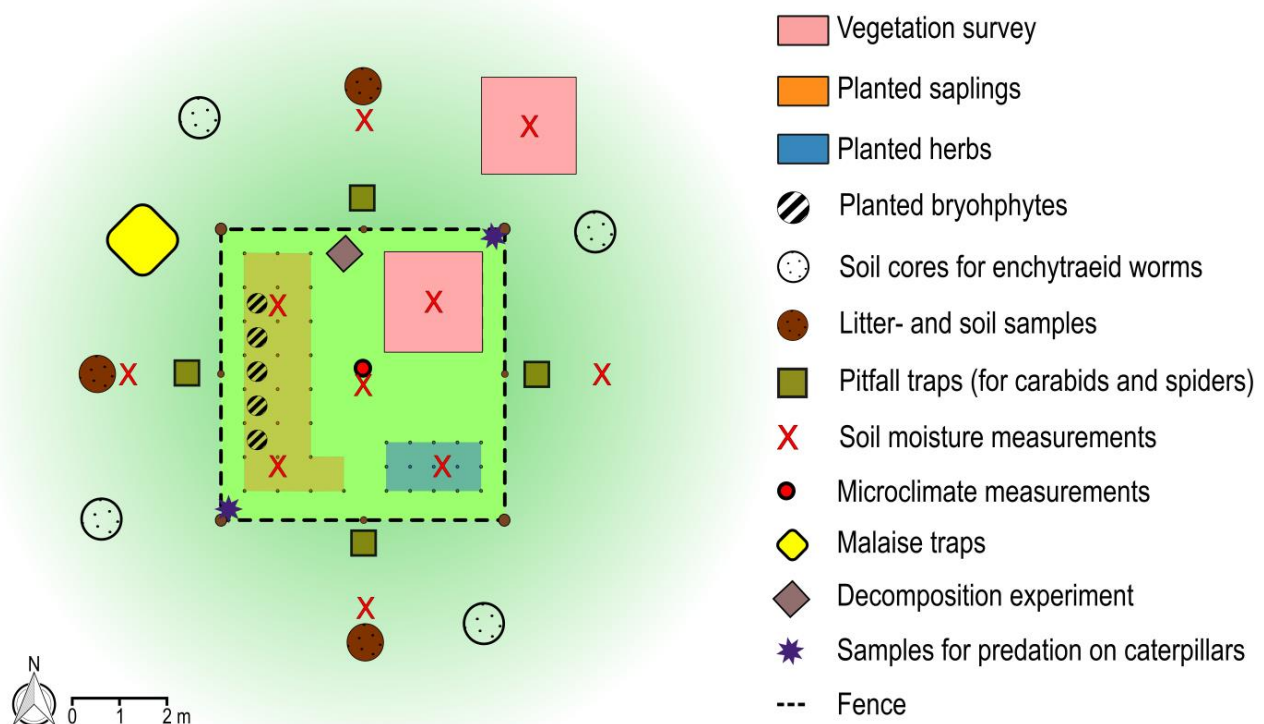 Vegetation survey
Planted saplings
Planted herbs
Planted bryohphytes
Soil cores for enchytraeid worms
Litter- and soil samples
Pitfall traps (for carabids and spiders)
X Soil moisture measurements
Microclimate measurements
Malaise traps
Decomposition experiment
Samples for predation on caterpillars
Fence
X
X
X
X
X
X
X
X
X
X
N
0 1 2 m